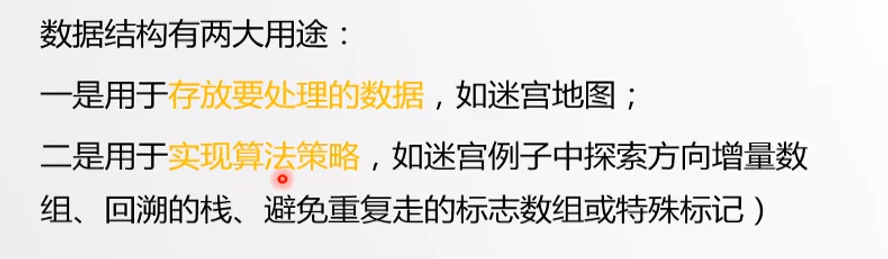 数据结构有两大用途：
一是用于存放要处理的数据，如迷宫地图；
二是用于实现算法策略，如迷宫例子中探索方向增量数
组、回溯的栈、避免重复走的标志数组或特殊标记）